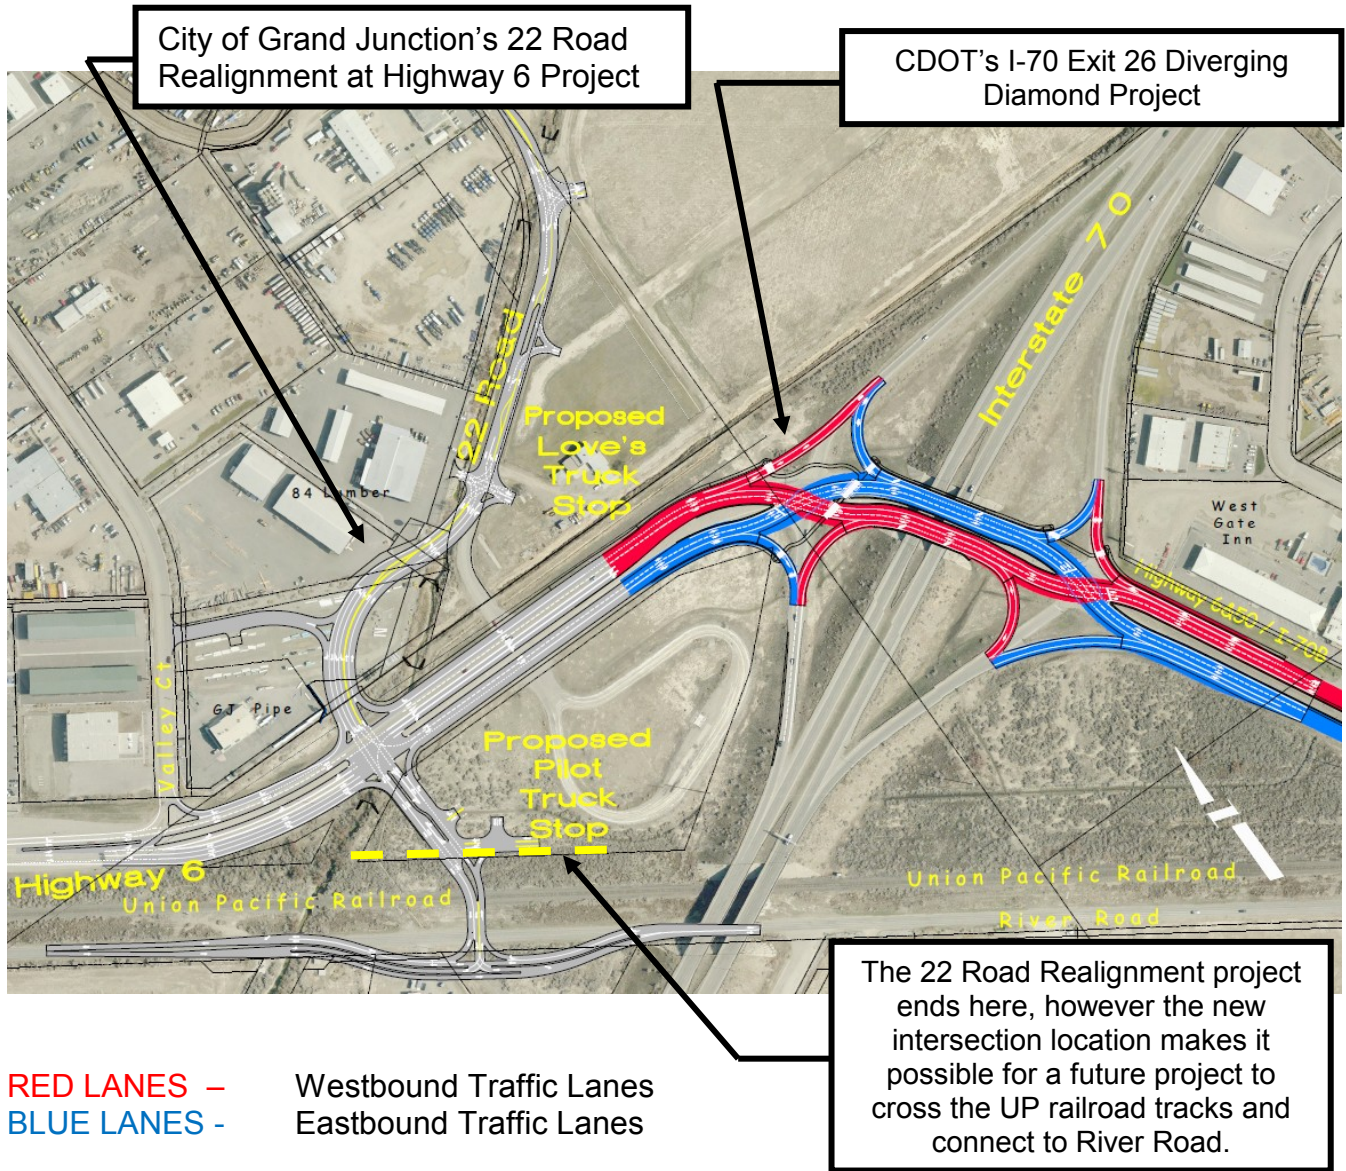 City of Grand Junction’s 22 Road
Realignment at Highway 6 Project
CDOT’s I-70 Exit 26 Diverging
Diamond Project
Interstate 70
22 Road
Proposed
Love's
Truck
Stop
84 Lumber
West
Gate
Inn
Highway 6&50 / I-70B
Valley Ct
GJ Pipe
Proposed
Pilot
Truck
Stop
Highway 6
Union Pacific Railroad
Union Pacific Railroad
River Road
The 22 Road Realignment project
ends here, however the new
intersection location makes it
possible for a future project to
cross the UP railroad tracks and
connect to River Road.
RED LANES – Westbound Traffic Lanes
BLUE LANES - Eastbound Traffic Lanes